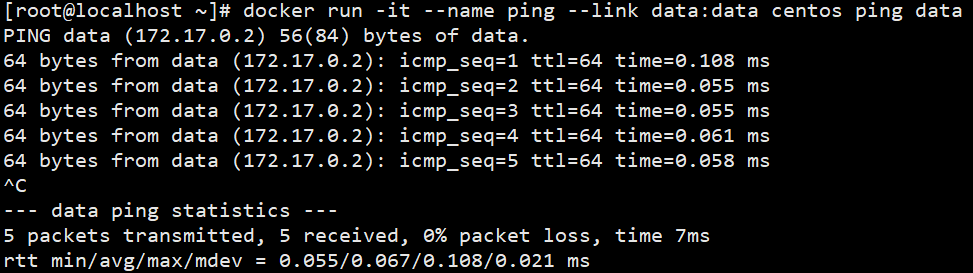 [root@localhost ~]# docker run -it --name ping --link data:data centos ping data
PING data (172.17.0.2) 56(84) bytes of data.
64 bytes from data (172.17.0.2): icmp_seq=1 ttl=64 time=0.108 ms
64 bytes from data (172.17.0.2): icmp_seq=2 ttl=64 time=0.055 ms
64 bytes from data (172.17.0.2): icmp_seq=3 ttl=64 time=0.055 ms
64 bytes from data (172.17.0.2): icmp_seq=4 ttl=64 time=0.061 ms
64 bytes from data (172.17.0.2): icmp_seq=5 ttl=64 time=0.058 ms
^C
--- data ping statistics ---
5 packets transmitted, 5 received, 0% packet loss, time 7ms
rtt min/avg/max/mdev = 0.055/0.067/0.108/0.021 ms